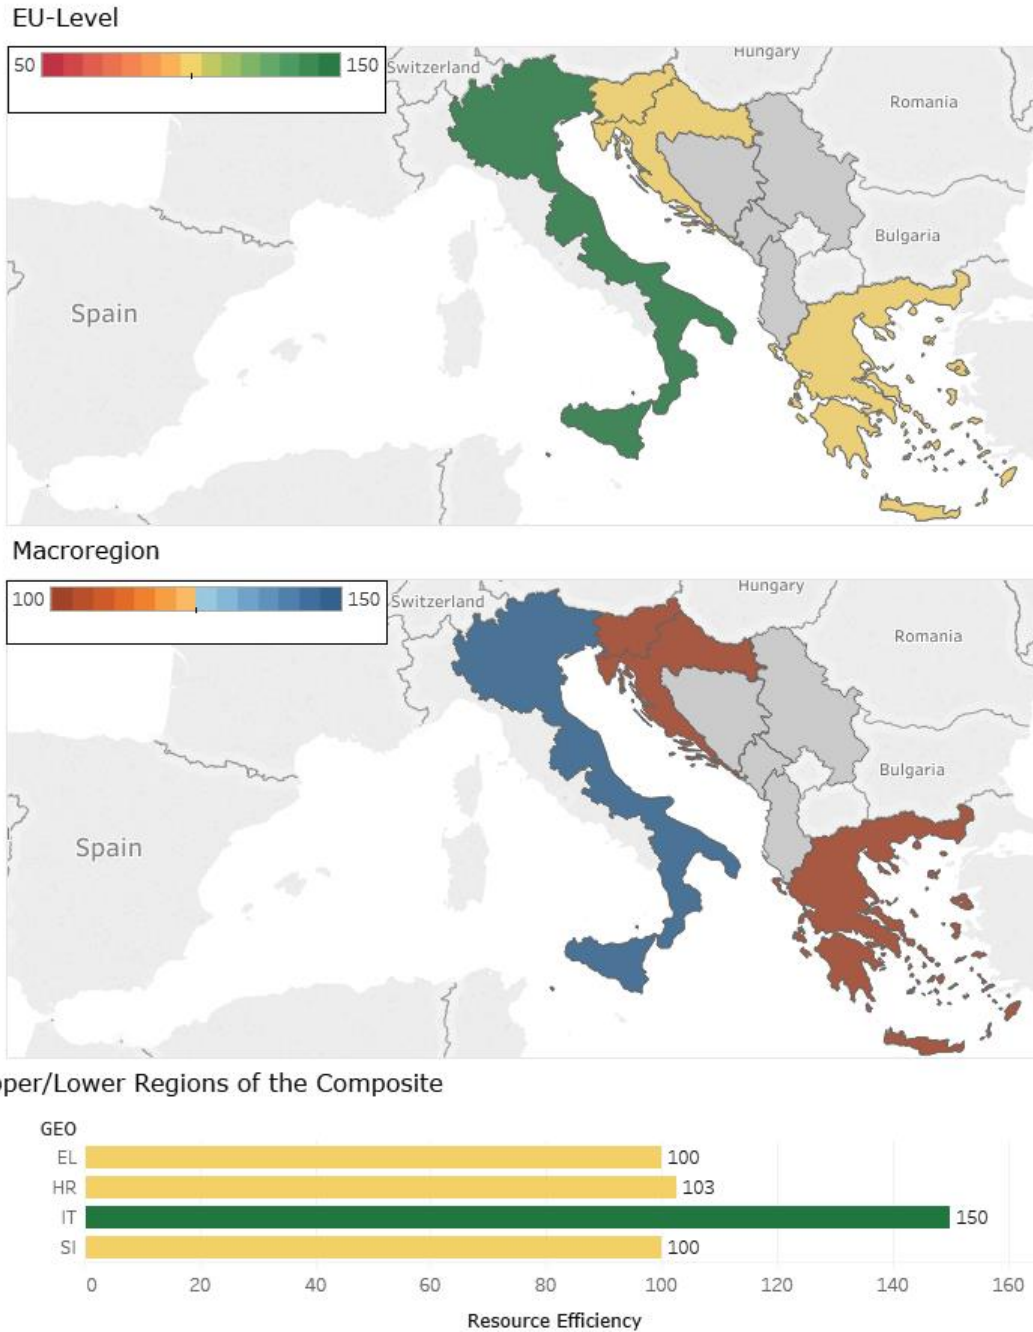 EU-Level
50 150
Switzerland
Hungary
Romania
Bulgaria
Spain
Macroregion
100 150
Switzerland
Hungary
Romania
Bulgaria
Spain
pper/Lower Regions of the Composite
GEO
EL 100
HR 103
IT 150
SI 100
0 20 40 60 80 100 120 140 160
Resource Efficiency